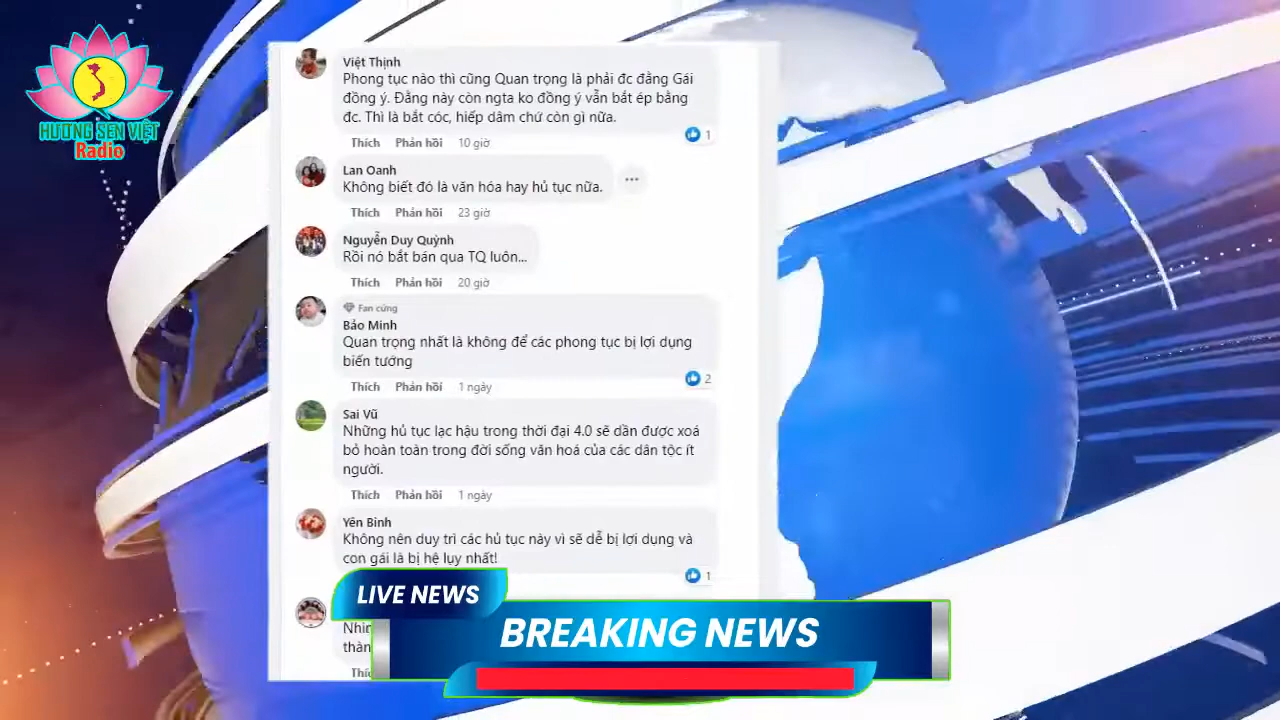 HƯƠNG SEN VIỆT
Radio
Việt Thịnh
Phong tục nào thì cũng Quan trọng là phải đc đằng Gái
đồng ý. Đằng này còn ngta ko đồng ý vẫn bắt ép bằng
đc. Thì là bắt cóc, hiếp dâm chứ còn gì nữa.
1
Thích Phản hồi 10 giờ
Lan Oanh
Không biết đó là văn hóa hay hủ tục nữa.
Thích Phản hồi 23 giờ
Nguyễn Duy Quỳnh
Rồi nó bắt bán qua TQ luôn...
Thích Phản hồi 20 giờ
Fan cứng
Bảo Minh
Quan trọng nhất là không để các phong tục bị lợi dụng
biến tướng
2
Thích Phản hồi 1 ngày
Sai Vũ
Những hủ tục lạc hậu trong thời đại 4.0 sẽ dần được xoá
bỏ hoàn toàn trong đời sống văn hoá của các dân tộc ít
người.
Thích Phản hồi 1 ngày
Yên Bình
Không nên duy trì các hủ tục này vì sẽ dễ bị lợi dụng và
con gái là bị hệ lụy nhất!
1
LIVE NEWS
BREAKING NEWS